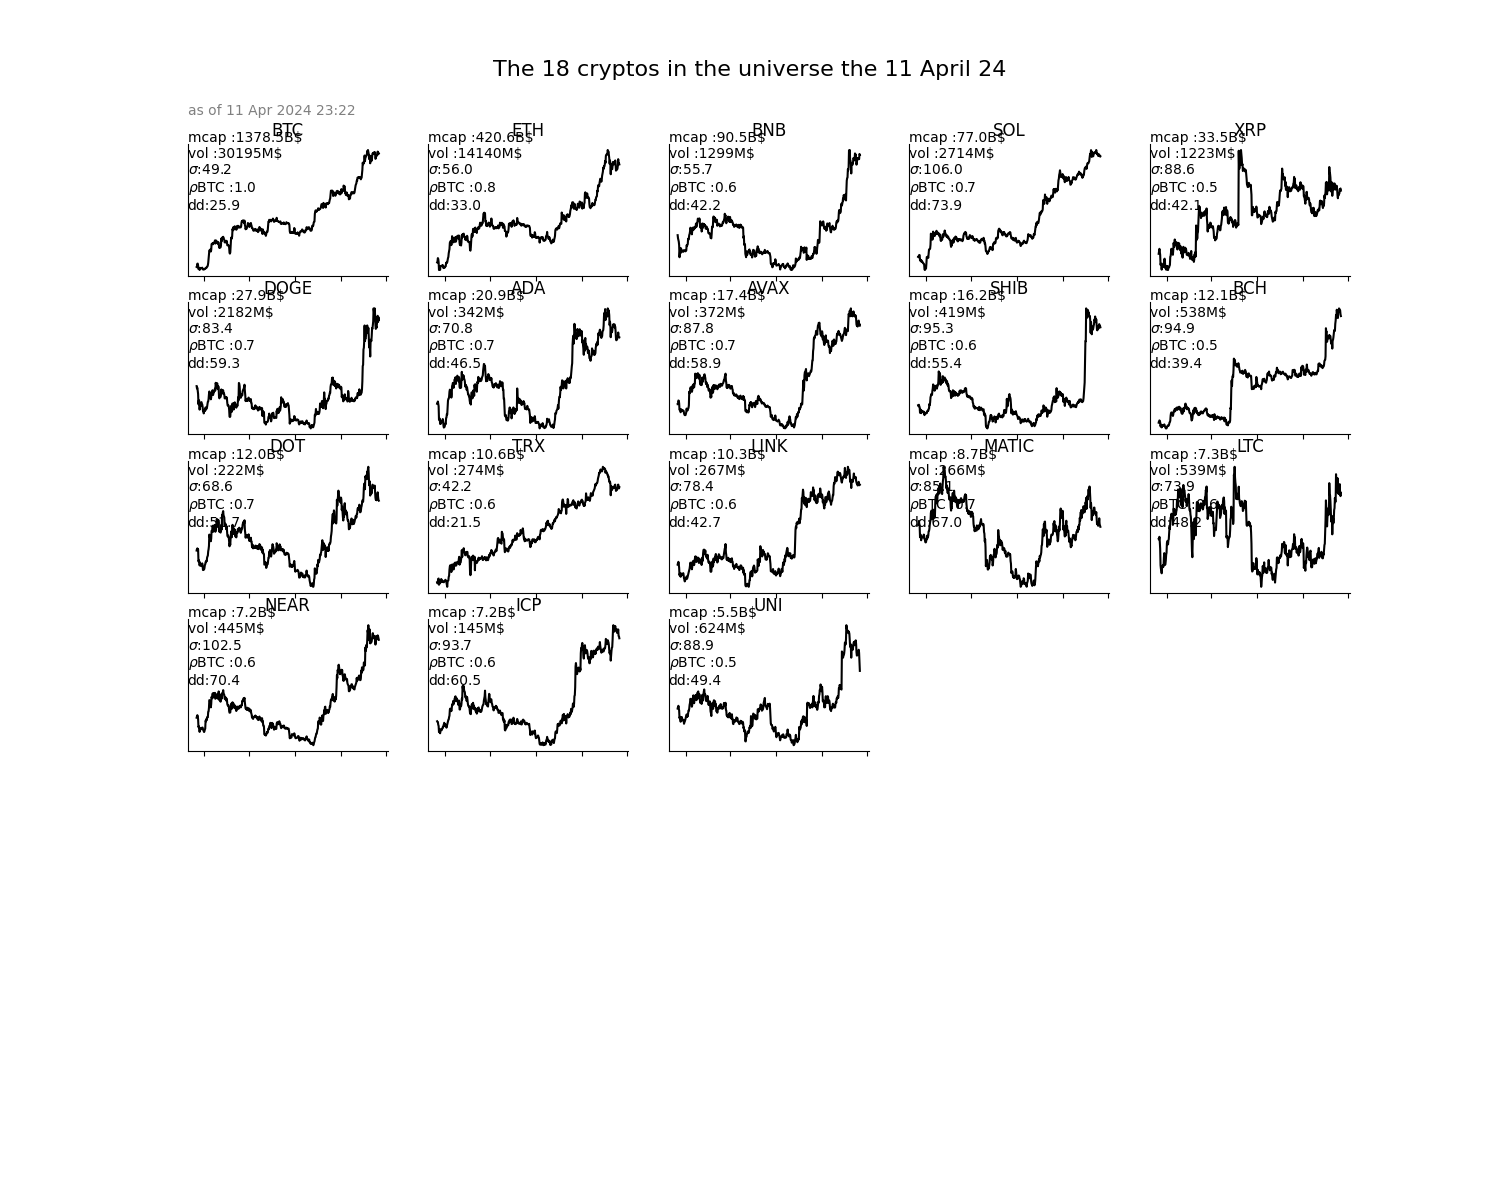 The 18 cryptos in the universe the 11 April 24
as of 11 Apr 2024 23:22
BTC
mcap :1378.5B$
vol :30195M$
σ:49.2
ρBTC :1.0
dd:25.9
ETH
mcap :420.6B$
vol :14140M$
σ:56.0
ρBTC :0.8
dd:33.0
BNB
mcap :90.5B$
vol :1299M$
σ:55.7
ρBTC :0.6
dd:42.2
SOL
mcap :77.0B$
vol :2714M$
σ:106.0
ρBTC :0.7
dd:73.9
XRP
mcap :33.5B$
vol :1223M$
σ:88.6
ρBTC :0.5
dd:42.1
DOGE
mcap :27.9B$
vol :2182M$
σ:83.4
ρBTC :0.7
dd:59.3
ADA
mcap :20.9B$
vol :342M$
σ:70.8
ρBTC :0.7
dd:46.5
AVAX
mcap :17.4B$
vol :372M$
σ:87.8
ρBTC :0.7
dd:58.9
SHIB
mcap :16.2B$
vol :419M$
σ:95.3
ρBTC :0.6
dd:55.4
BCH
mcap :12.1B$
vol :538M$
σ:94.9
ρBTC :0.5
dd:39.4
DOT
mcap :12.0B$
vol :222M$
σ:68.6
ρBTC :0.7
TRX
mcap :10.6B$
vol :274M$
σ:42.2
ρBTC :0.6
dd:21.5
LINK
mcap :10.3B$
vol :267M$
σ:78.4
ρBTC :0.6
dd:42.7
MATIC
mcap :8.7B$
vol :266M$
ρBTC :0.7
dd:67.0
LTC
mcap :7.3B$
vol :539M$
σ:73.9
ρBTC :0.6
dd:48.2
NEAR
mcap :7.2B$
vol :445M$
σ:102.5
ρBTC :0.6
dd:70.4
ICP
mcap :7.2B$
vol :145M$
σ:93.7
ρBTC :0.6
dd:60.5
UNI
mcap :5.5B$
vol :624M$
σ:88.9
ρBTC :0.5
dd:49.4